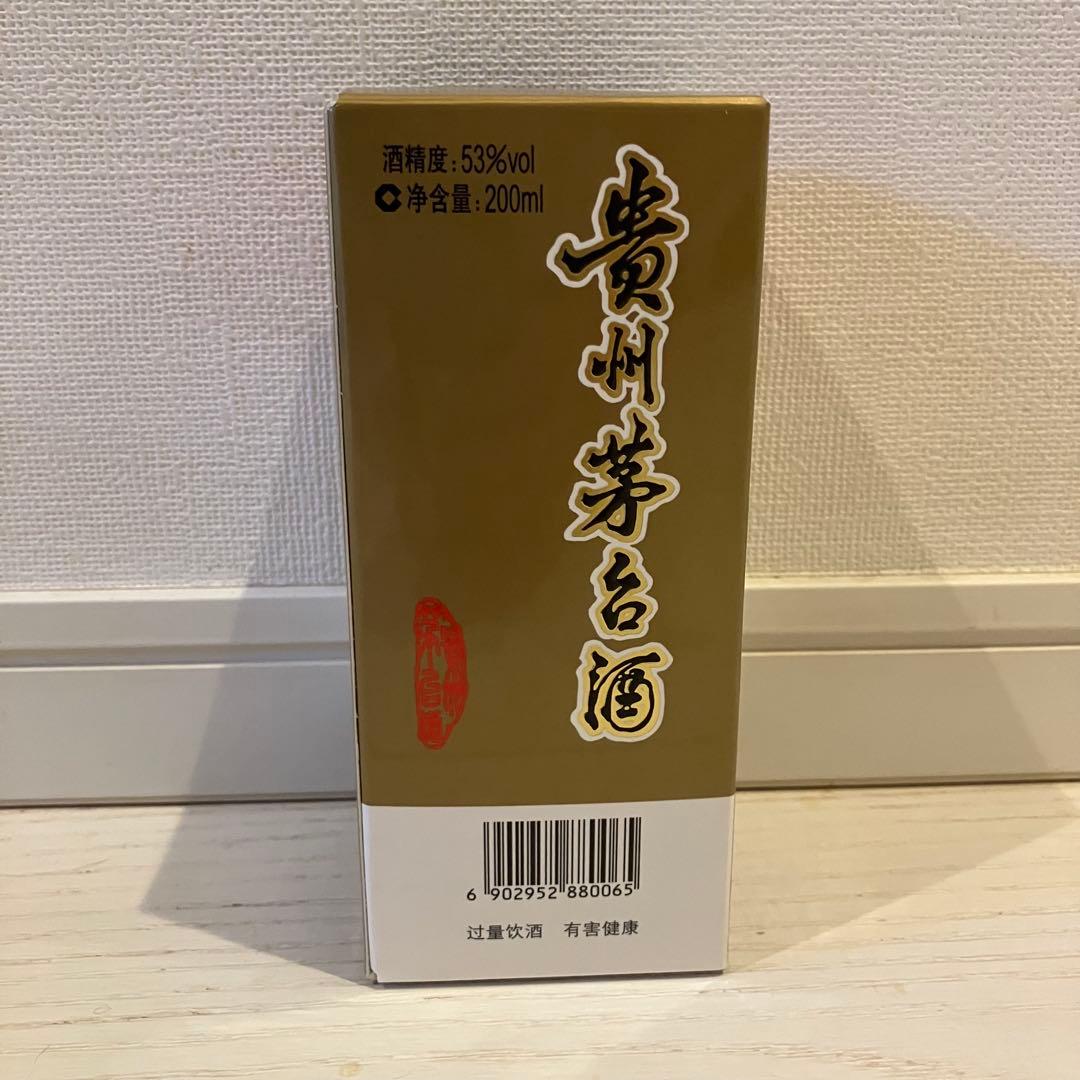 酒精度:53%vol
净含量:200ml
貴州茅台酒
6 902952 880065
过量饮酒 有害健康